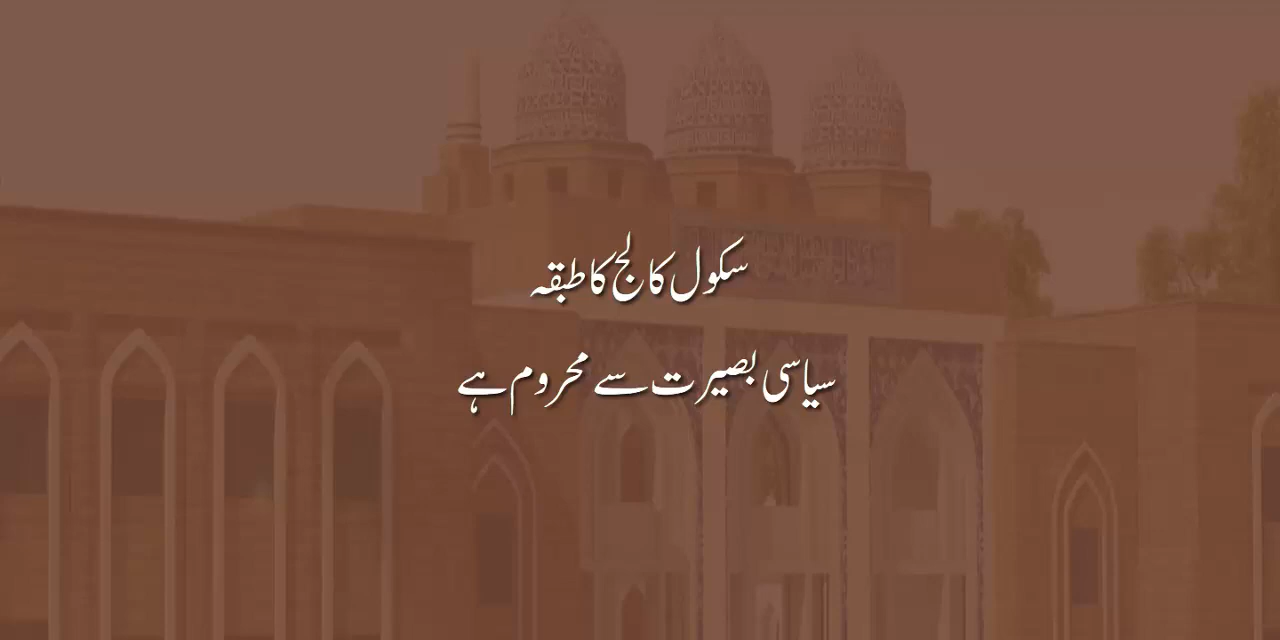 سکول کالج کا طبقہ
سیاسی بصیرت سے محروم ہے